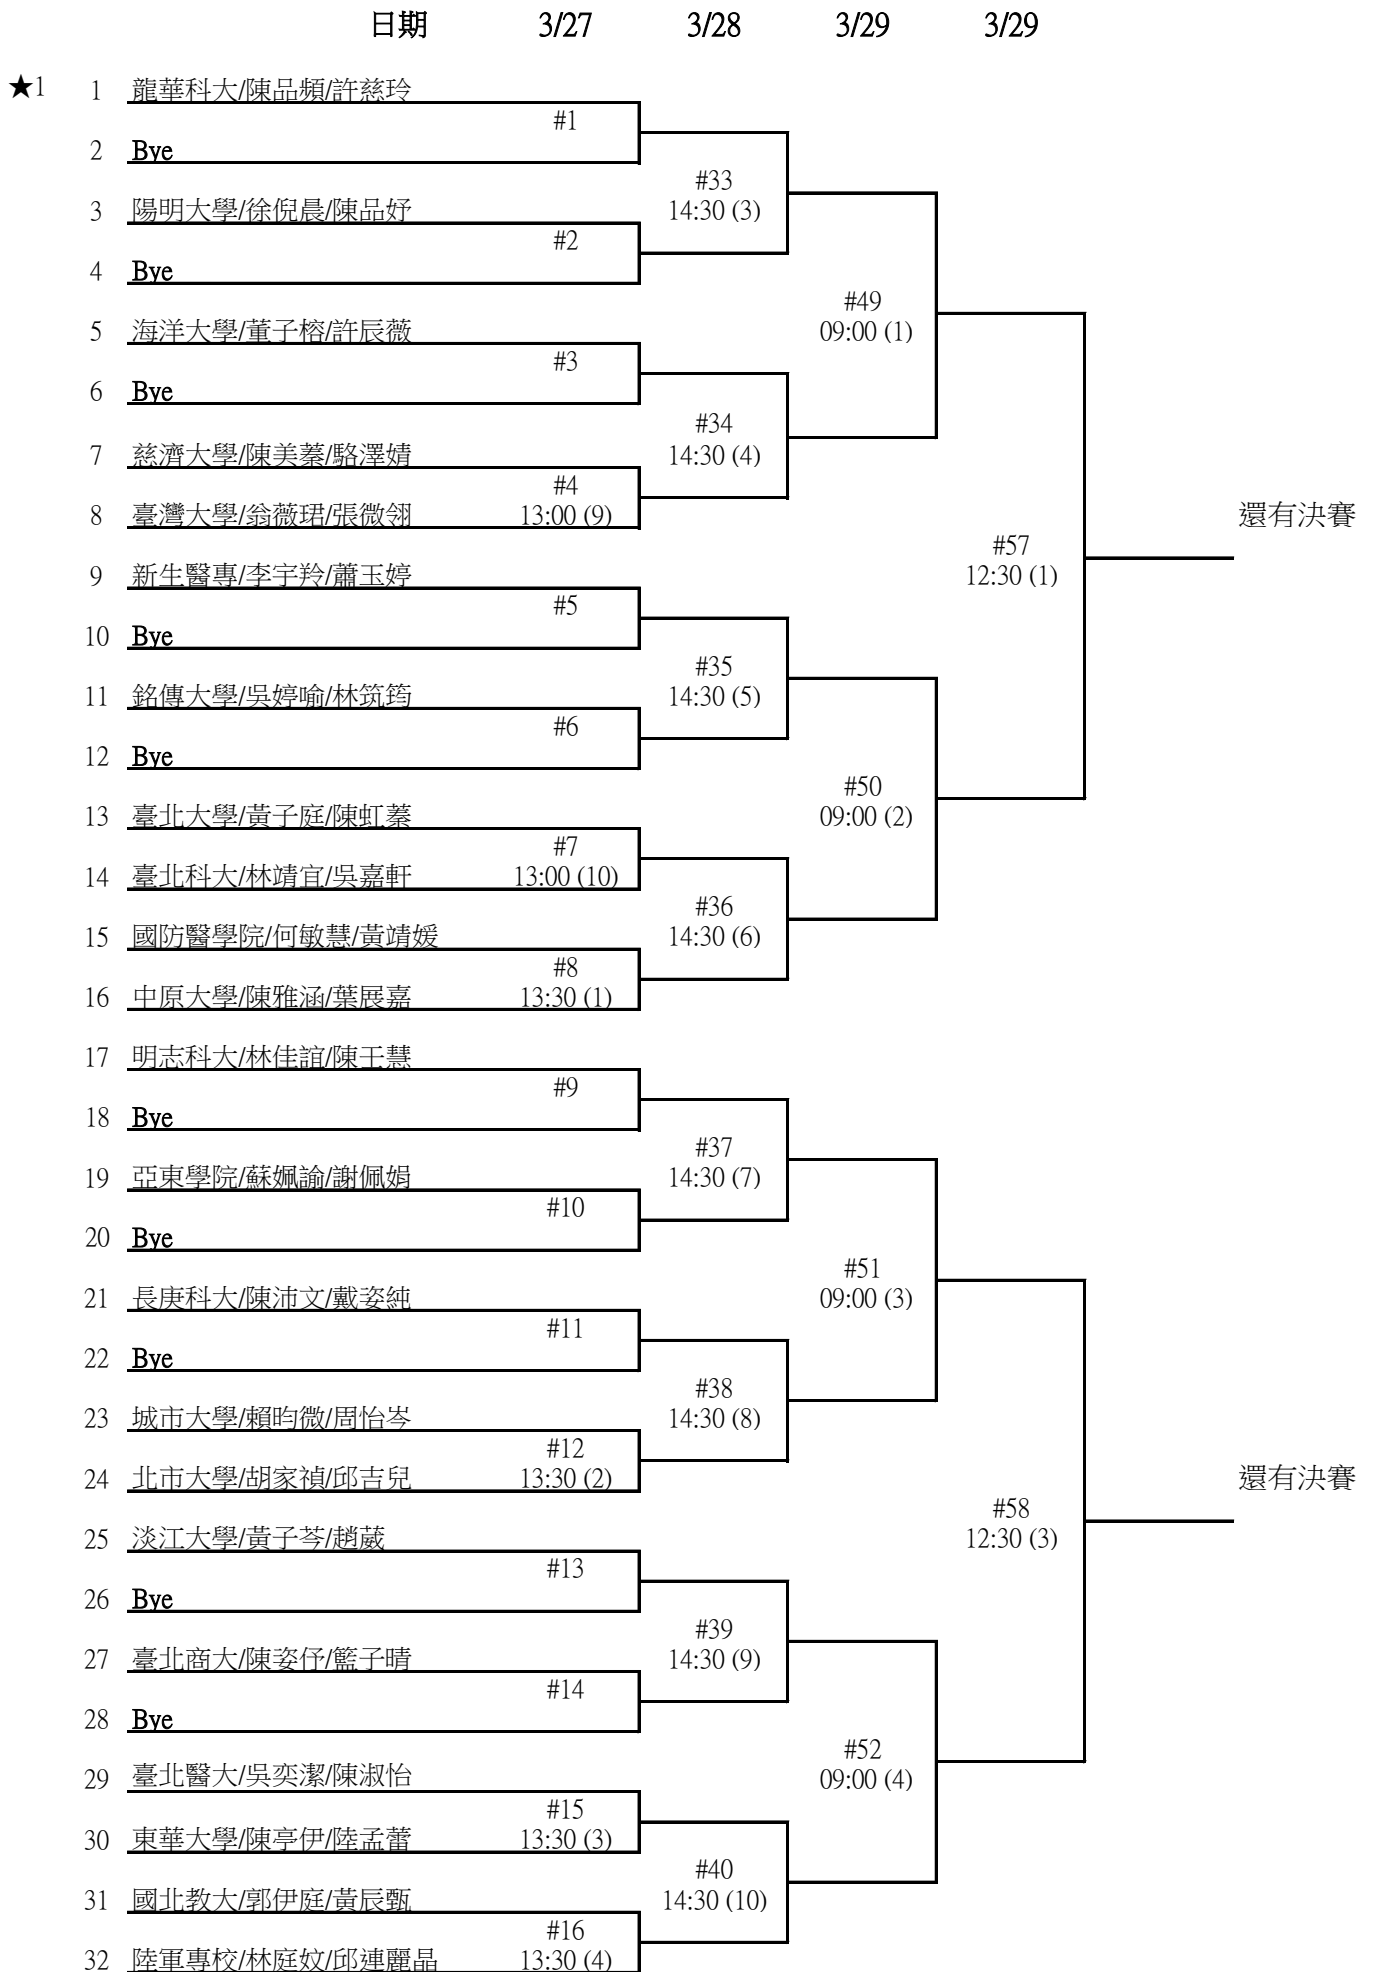 日期 3/27 3/28 3/29 3/29
★1 1 龍華科大/陳品頻/許慈玲
#1
2 Bye
#33
3 陽明大學/徐倪晨/陳品妤 14:30 (3)
#2
4 Bye
#49
5 海洋大學/董子榕/許辰薇 09:00 (1)
#3
6 Bye
#34
7 慈濟大學/陳美蓁/駱澤婧 14:30 (4)
#4
8 臺灣大學/翁薇珺/張微翎 13:00 (9) 還有決賽
#57
9 新生醫專/李宇羚/蕭玉婷 12:30 (1)
#5
10 Bye
#35
11 銘傳大學/吳婷喻/林筑筠 14:30 (5)
#6
12 Bye
#50
13 臺北大學/黃子庭/陳虹蓁 09:00 (2)
#7
14 臺北科大/林靖宜/吳嘉軒 13:00 (10)
#36
15 國防醫學院/何敏慧/黃靖媛 14:30 (6)
#8
16 中原大學/陳雅涵/葉展嘉 13:30 (1)
17 明志科大/林佳誼/陳王慧
#9
18 Bye
#37
19 亞東學院/蘇姵諭/謝佩娟 14:30 (7)
#10
20 Bye
#51
21 長庚科大/陳沛文/戴姿純 09:00 (3)
#11
22 Bye
#38
23 城市大學/賴昀微/周怡岑 14:30 (8)
#12
24 北市大學/胡家禎/邱吉兒 13:30 (2) 還有決賽
#58
25 淡江大學/黃子芩/趙葳 12:30 (3)
#13
26 Bye
#39
27 臺北商大/陳姿伃/籃子晴 14:30 (9)
#14
28 Bye
#52
29 臺北醫大/吳奕潔/陳淑怡 09:00 (4)
#15
30 東華大學/陳亭伊/陸孟蕾 13:30 (3)
#40
31 國北教大/郭伊庭/黃辰甄 14:30 (10)
#16
32 陸軍專校/林庭妏/邱連麗晶 13:30 (4)